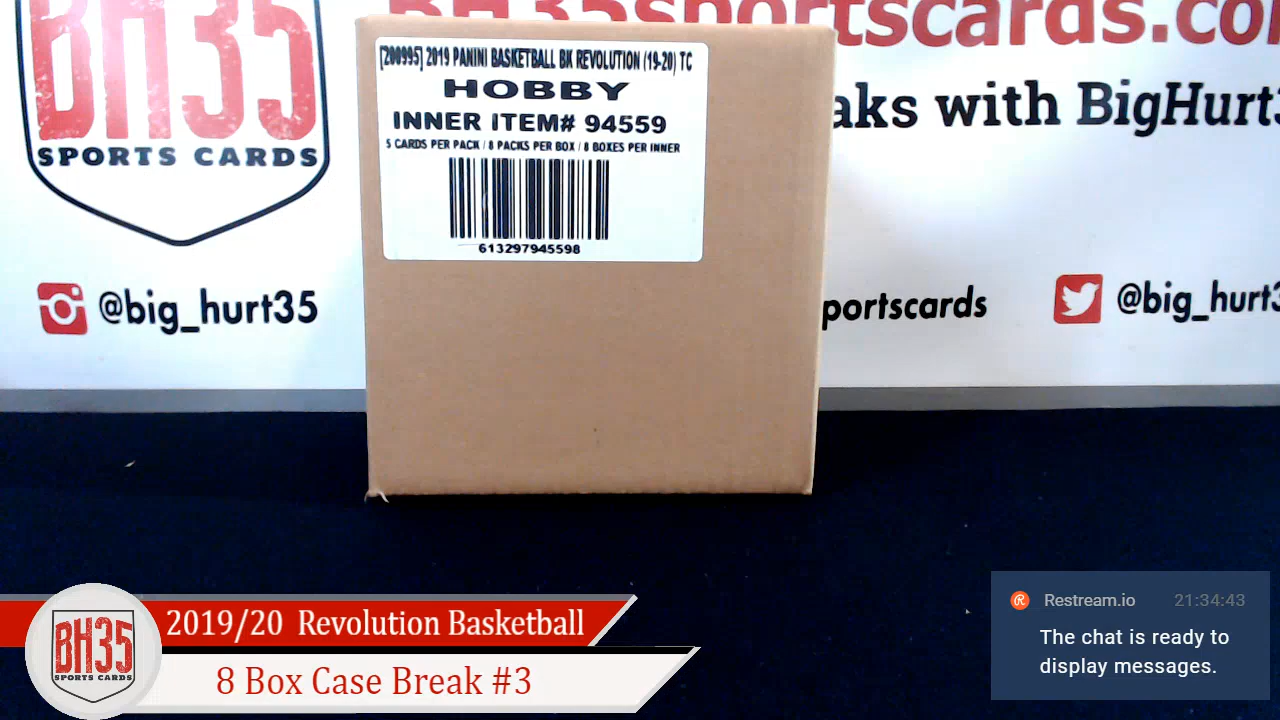 BH35sportscards.co
BH35
SPORTS CARDS
aks with BigHurt3
@big_hurt35
portscards
@big_hurt3
[200995] 2019 PANINI BASKETBALL BK REVOLUTION (19-20) TC
HOBBY
INNER ITEM# 94559
5 CARDS PER PACK / 8 PACKS PER BOX / 8 BOXES PER INNER
613297945598
BH35
SPORTS CARDS
2019/20 Revolution Basketball
8 Box Case Break #3
Restream.io 21:34:43
The chat is ready to
display messages.